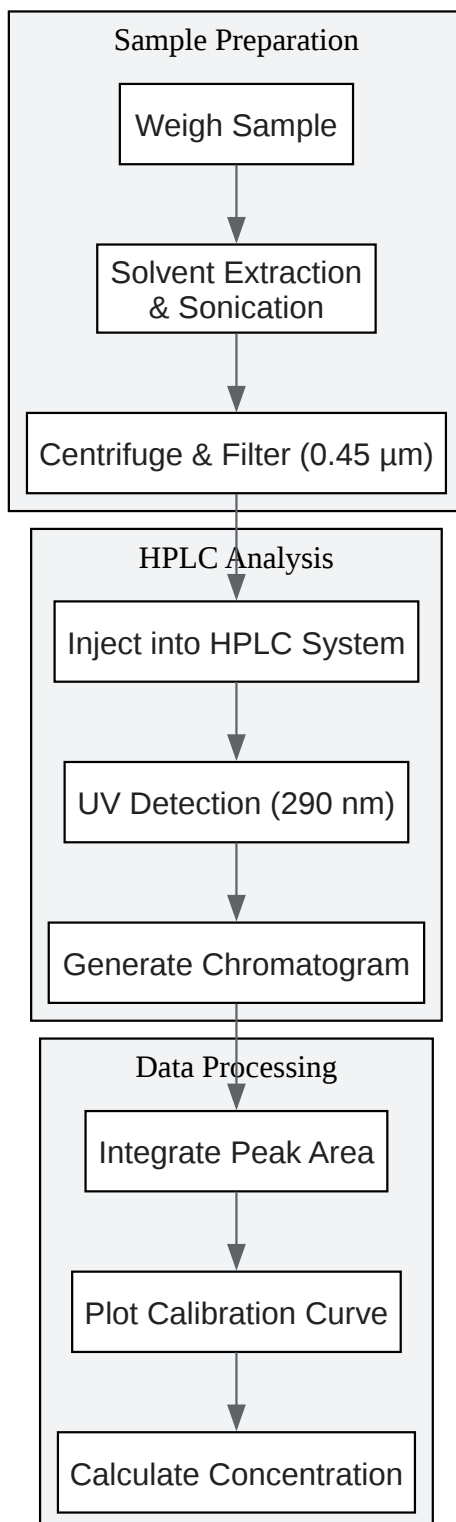 Sample Preparation
Weigh Sample
Solvent Extraction
& Sonication
Centrifuge & Filter (0.45 µm)
HPLC Analysis
Inject into HPLC System
UV Detection (290 nm)
Generate Chromatogram
Data Processing
Integrate Peak Area
Plot Calibration Curve
Calculate Concentration